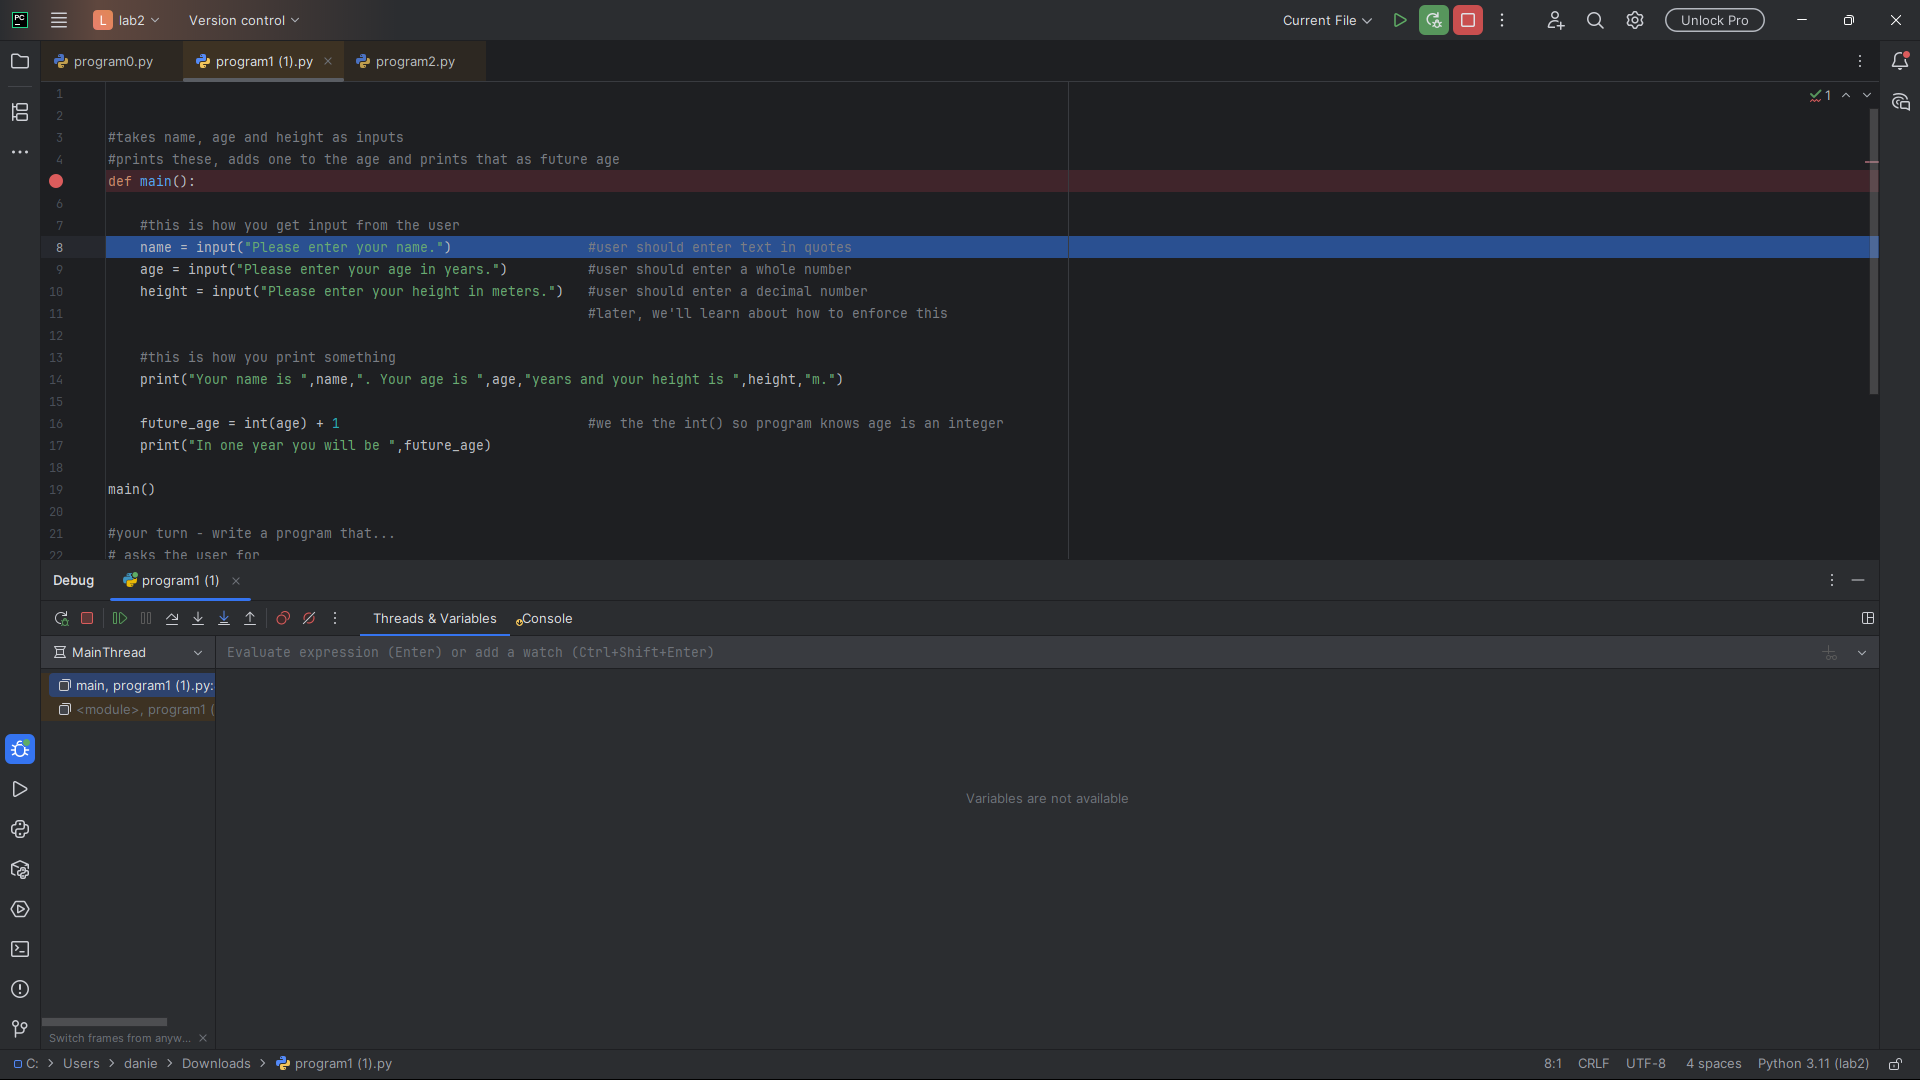 PC L lab2 Version control Current File Unlock Pro
program0.py program1 (1).py program2.py
1
1
2
3 #takes name, age and height as inputs
4 #prints these, adds one to the age and prints that as future age
def main():
6
7 #this is how you get input from the user
8 name = input("Please enter your name.") #user should enter text in quotes
9 age = input("Please enter your age in years.") #user should enter a whole number
10 height = input("Please enter your height in meters.") #user should enter a decimal number
11 #later, we'll learn about how to enforce this
12
13 #this is how you print something
14 print("Your name is ",name,". Your age is ",age,"years and your height is ",height,"m.")
15
16 future_age = int(age) + 1 #we the the int() so program knows age is an integer
17 print("In one year you will be ",future_age)
18
19 main()
20
21 #your turn - write a program that...
22 # asks the user for
Debug program1 (1)
Threads & Variables Console
MainThread Evaluate expression (Enter) or add a watch (Ctrl+Shift+Enter)
main, program1 (1).py:
<module>, program1 (
Variables are not available
Switch frames from anyw...
C: Users danie Downloads program1 (1).py 8:1 CRLF UTF-8 4 spaces Python 3.11 (lab2)